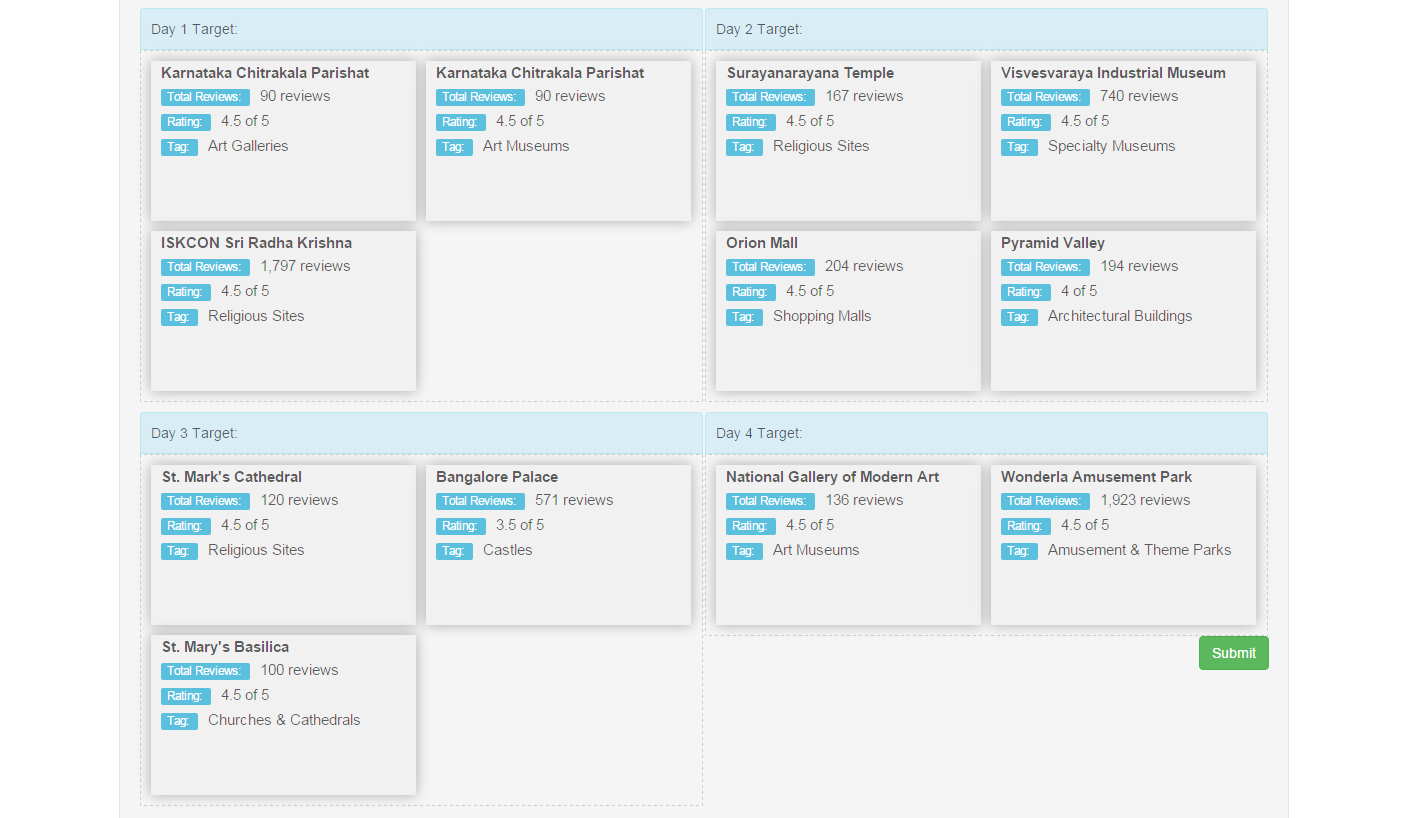 Day 1 Target:
Karnataka Chitrakala Parishat
Total Reviews: 90 reviews
Rating: 4.5 of 5
Tag: Art Galleries
Karnataka Chitrakala Parishat
Total Reviews: 90 reviews
Rating: 4.5 of 5
Tag: Art Museums
ISKCON Sri Radha Krishna
Total Reviews: 1,797 reviews
Rating: 4.5 of 5
Tag: Religious Sites
Day 2 Target:
Surayanarayana Temple
Total Reviews: 167 reviews
Rating: 4.5 of 5
Tag: Religious Sites
Visvesvaraya Industrial Museum
Total Reviews: 740 reviews
Rating: 4.5 of 5
Tag: Specialty Museums
Orion Mall
Total Reviews: 204 reviews
Rating: 4.5 of 5
Tag: Shopping Malls
Pyramid Valley
Total Reviews: 194 reviews
Rating: 4 of 5
Tag: Architectural Buildings
Day 3 Target:
St. Mark's Cathedral
Total Reviews: 120 reviews
Rating: 4.5 of 5
Tag: Religious Sites
Bangalore Palace
Total Reviews: 571 reviews
Rating: 3.5 of 5
Tag: Castles
St. Mary's Basilica
Total Reviews: 100 reviews
Rating: 4.5 of 5
Tag: Churches & Cathedrals
Day 4 Target:
National Gallery of Modern Art
Total Reviews: 136 reviews
Rating: 4.5 of 5
Tag: Art Museums
Wonderla Amusement Park
Total Reviews: 1,923 reviews
Rating: 4.5 of 5
Tag: Amusement & Theme Parks
Submit